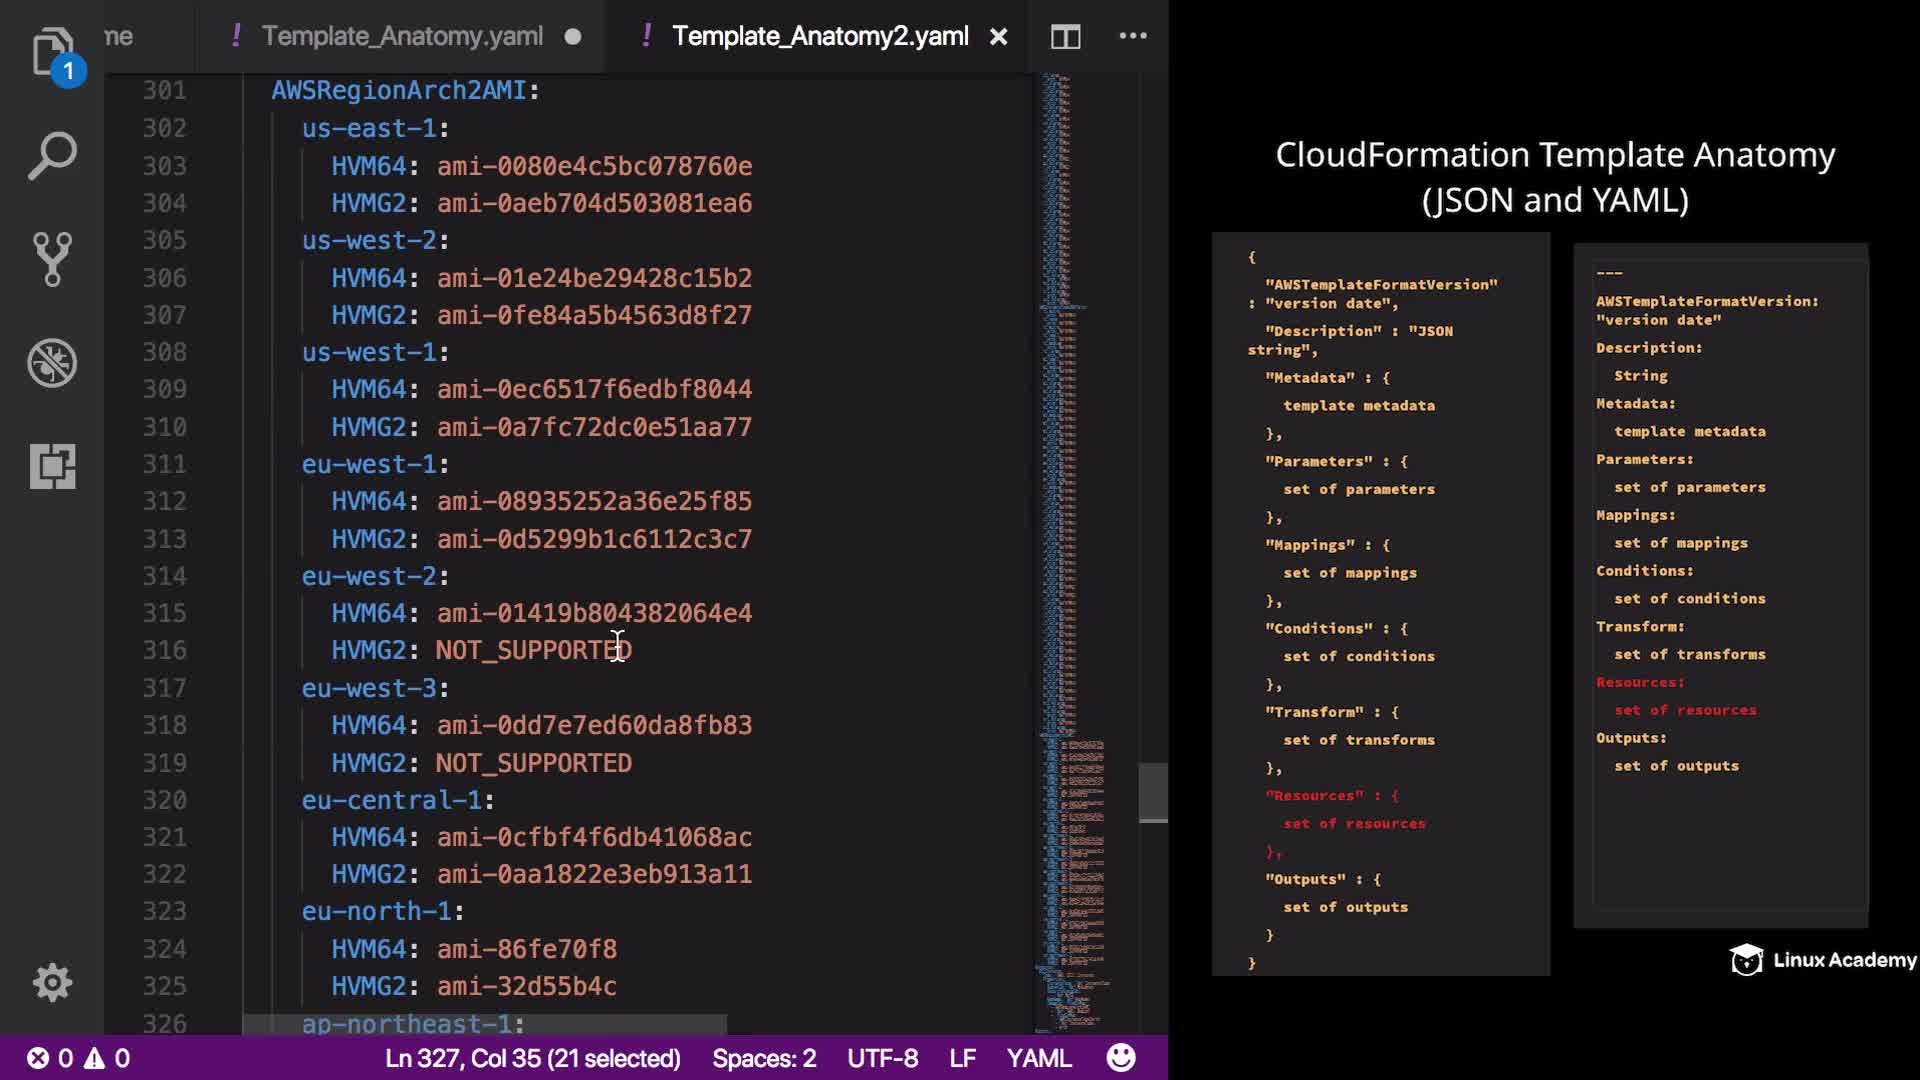 me
! Template_Anatomy.yaml
! Template_Anatomy2.yaml
1
301 AWSRegionArch2AMI:
302 us-east-1:
303 HVM64: ami-0080e4c5bc078760e
304 HVMG2: ami-0aeb704d503081ea6
305 us-west-2:
306 HVM64: ami-01e24be29428c15b2
307 HVMG2: ami-0fe84a5b4563d8f27
308 us-west-1:
309 HVM64: ami-0ec6517f6edbf8044
310 HVMG2: ami-0a7fc72dc0e51aa77
311 eu-west-1:
312 HVM64: ami-08935252a36e25f85
313 HVMG2: ami-0d5299b1c6112c3c7
314 eu-west-2:
315 HVM64: ami-01419b804382064e4
316 HVMG2: NOT_SUPPORTED
317 eu-west-3:
318 HVM64: ami-0dd7e7ed60da8fb83
319 HVMG2: NOT_SUPPORTED
320 eu-central-1:
321 HVM64: ami-0cfbf4f6db41068ac
322 HVMG2: ami-0aa1822e3eb913a11
323 eu-north-1:
324 HVM64: ami-86fe70f8
325 HVMG2: ami-32d55b4c
326 ap-northeast-1:
0 0
Ln 327, Col 35 (21 selected) Spaces: 2 UTF-8 LF YAML
CloudFormation Template Anatomy
(JSON and YAML)
{
"AWSTemplateFormatVersion"
: "version date",
"Description" : "JSON
string",
"Metadata" : {
template metadata
},
"Parameters" : {
set of parameters
},
"Mappings" : {
set of mappings
},
"Conditions" : {
set of conditions
},
"Transform" : {
set of transforms
},
"Resources" : {
set of resources
},
"Outputs" : {
set of outputs
}
}
---
AWSTemplateFormatVersion:
"version date"
Description:
String
Metadata:
template metadata
Parameters:
set of parameters
Mappings:
set of mappings
Conditions:
set of conditions
Transform:
set of transforms
Resources:
set of resources
Outputs:
set of outputs
Linux Academy